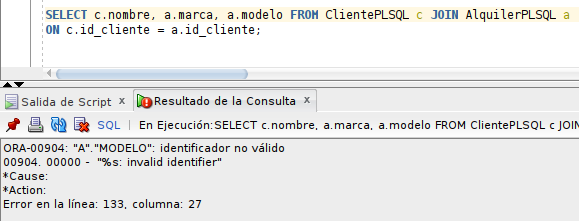 SELECT c.nombre, a.marca, a.modelo FROM ClientePLSQL c JOIN AlquilerPLSQL a
ON c.id_cliente = a.id_cliente;
Salida de Script x Resultado de la Consulta x
SQL | En Ejecución:SELECT c.nombre, a.marca, a.modelo FROM ClientePLSQL c JOIN
ORA-00904: "A"."MODELO": identificador no válido
00904. 00000 - "%s: invalid identifier"
*Cause:
*Action:
Error en la línea: 133, columna: 27